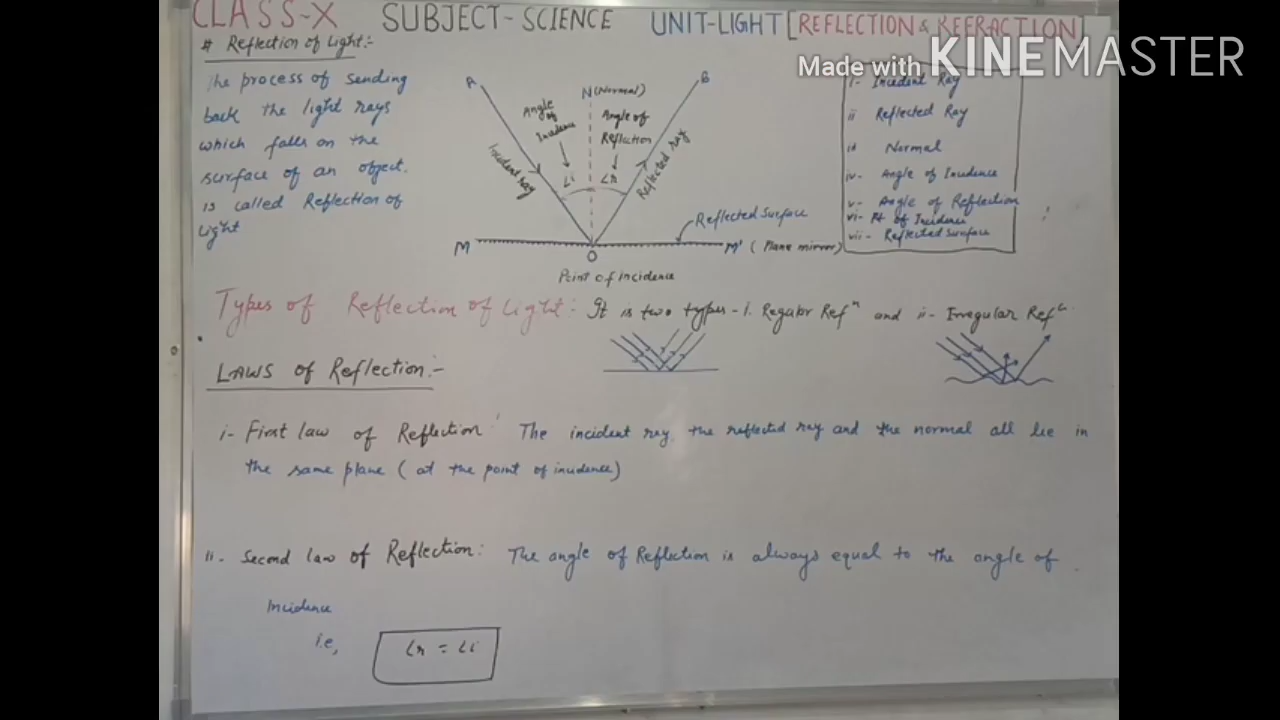 CLASS-X SUBJECT-SCIENCE UNIT-LIGHT [REFLECTION & REFRACTION]
Made with KINEMASTER
# Reflection of Light:-
The process of sending
back the light rays
which falls on the
surface of an object.
is called Reflection of
light
A
N (Normal)
B
Angle of Incidence
Angle of Reflection
Incident ray
Reflected ray
∠i
∠r
Reflected Surface
M
M' (Plane mirror)
O
Point of incidence
i- Incident Ray
ii Reflected Ray
Normal
iv- Angle of Incidence
v- Angle of Reflection
vi- Pt of Incidence
vii- Reflected Surface
Types of Reflection of Light: It is two types - i. Regular Refⁿ and ii- Irregular Refⁿ
LAWS of Reflection:-
i- First law of Reflection: The incident ray, the reflected ray and the normal all lie in
the same plane (at the point of incidence)
ii- Second law of Reflection: The angle of Reflection is always equal to the angle of
Incidence
i.e, ∠r = ∠i